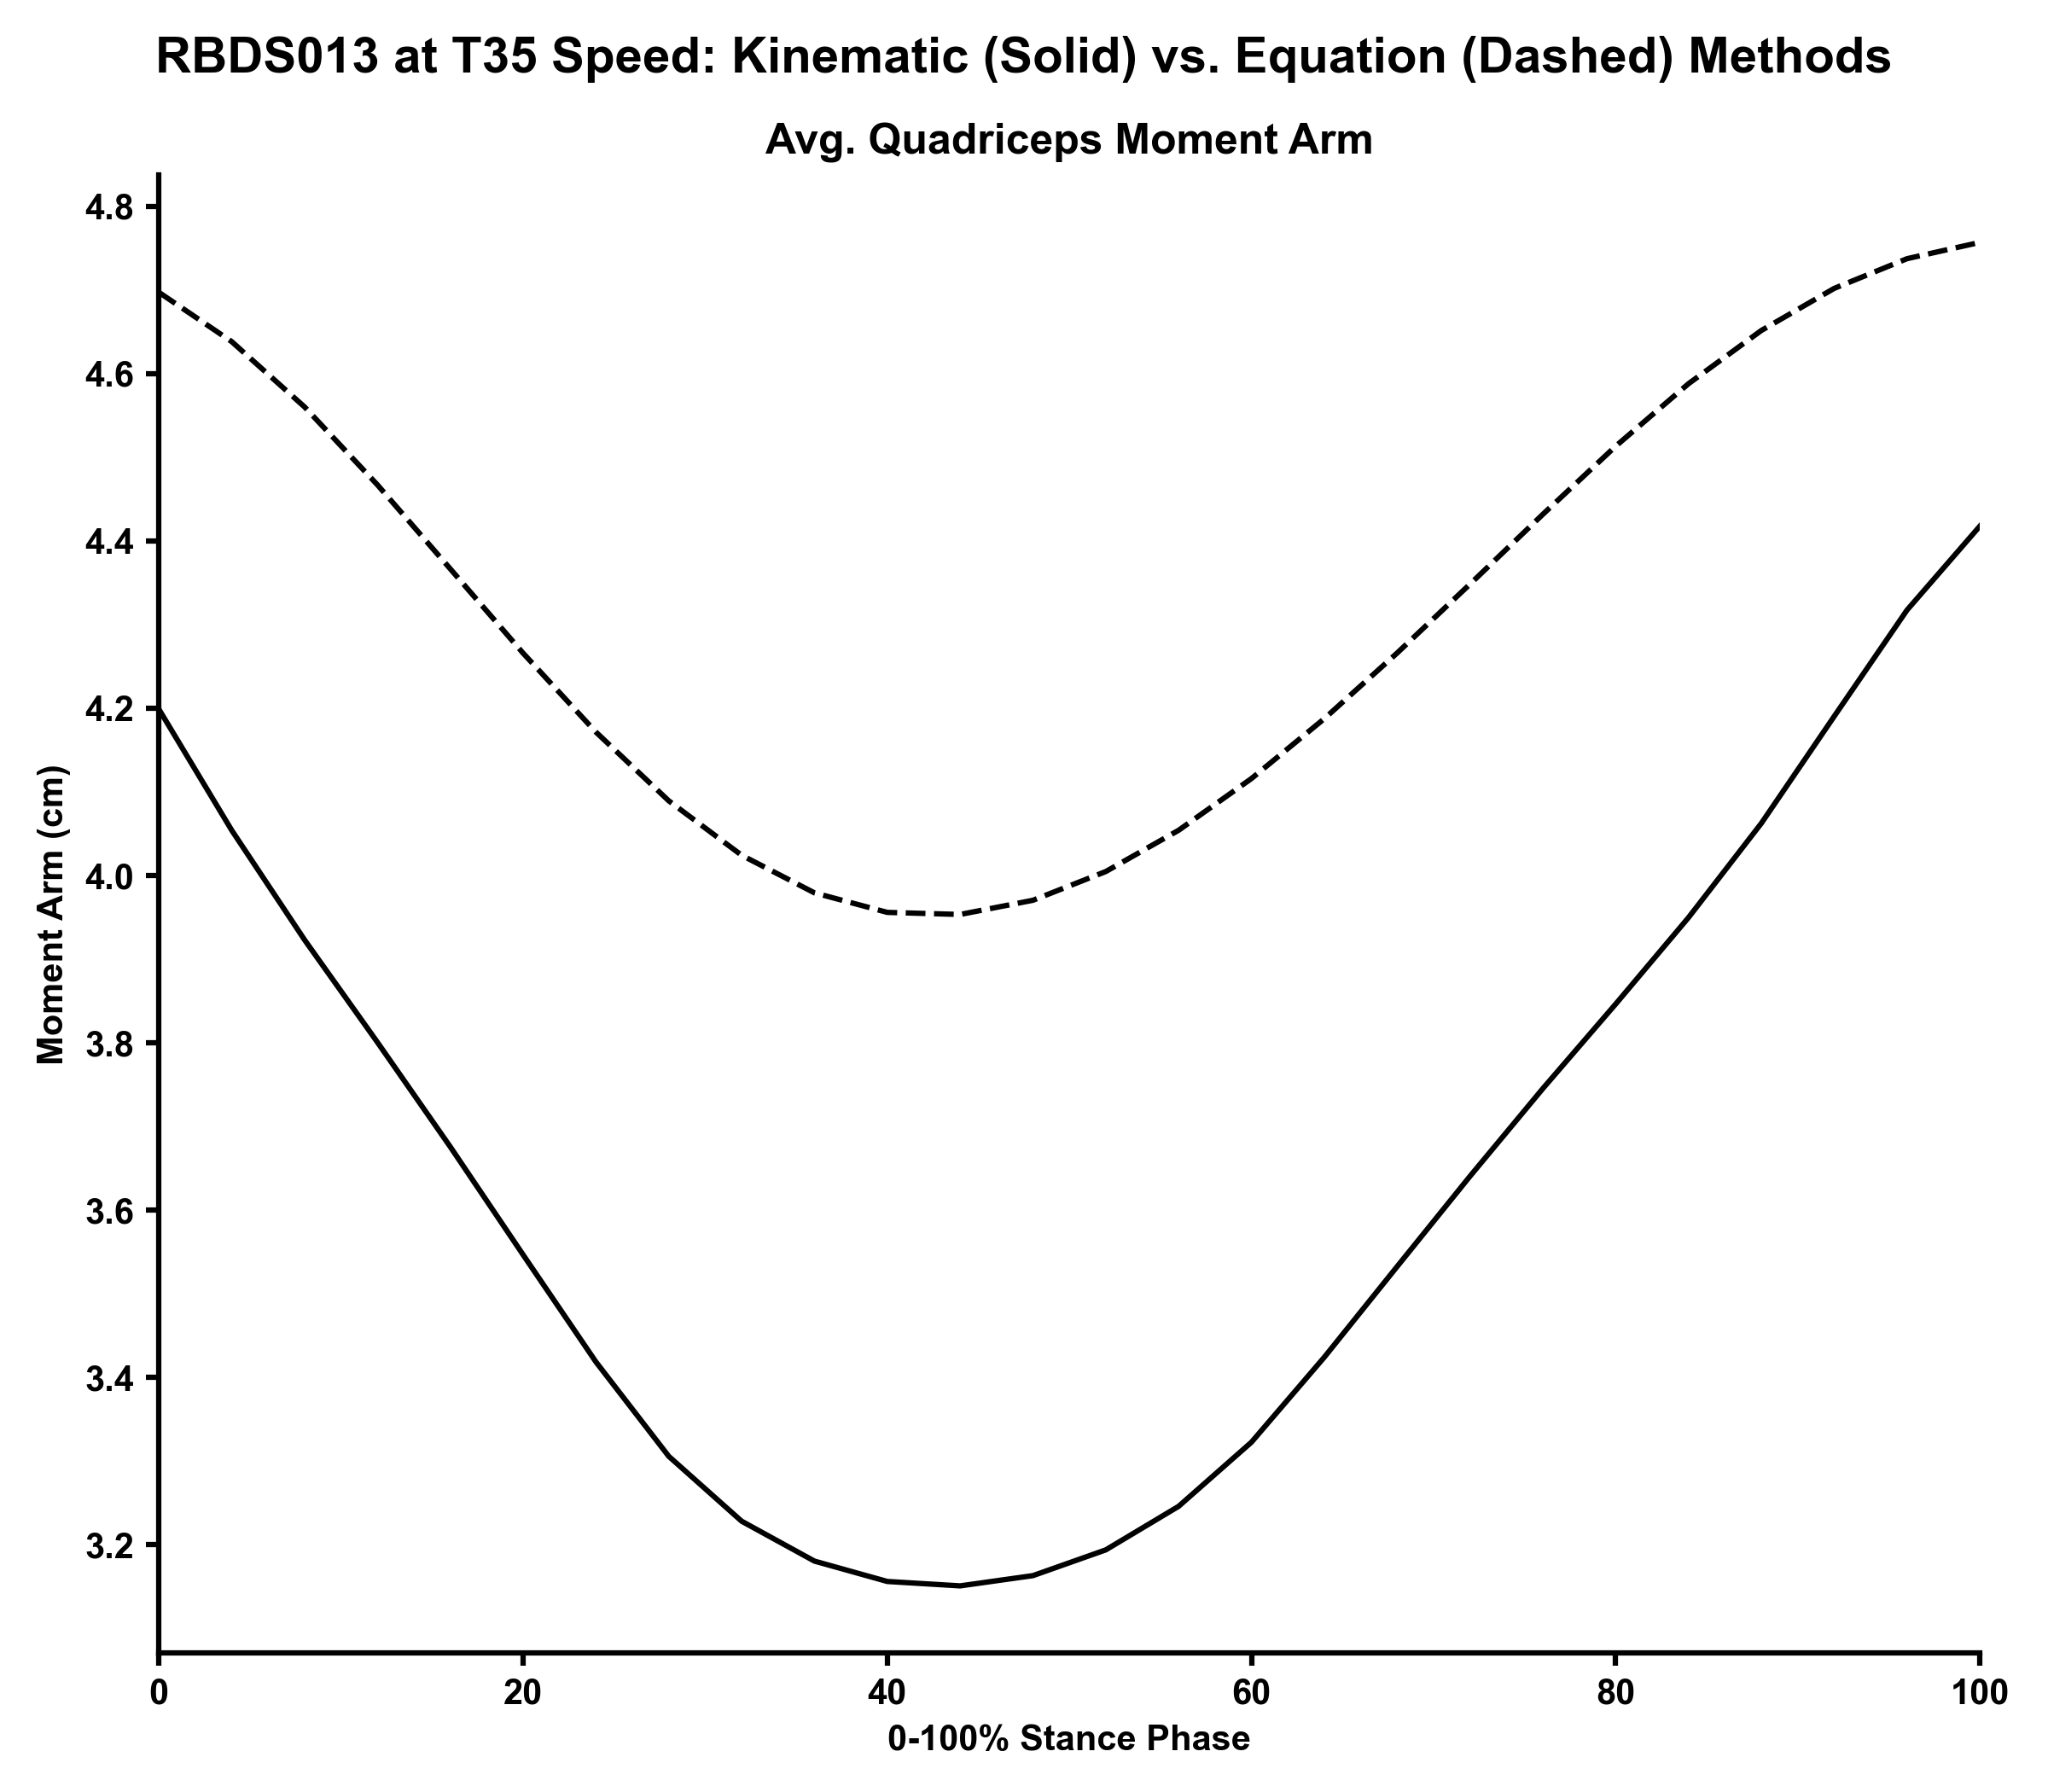 RBDS013 at T35 Speed: Kinematic (Solid) vs. Equation (Dashed) Methods
Avg. Quadriceps Moment Arm
4.8
4.6
4.4
4.2
4.0
3.8
3.6
3.4
3.2
Moment Arm (cm)
0 20 40 60 80 100
0-100% Stance Phase